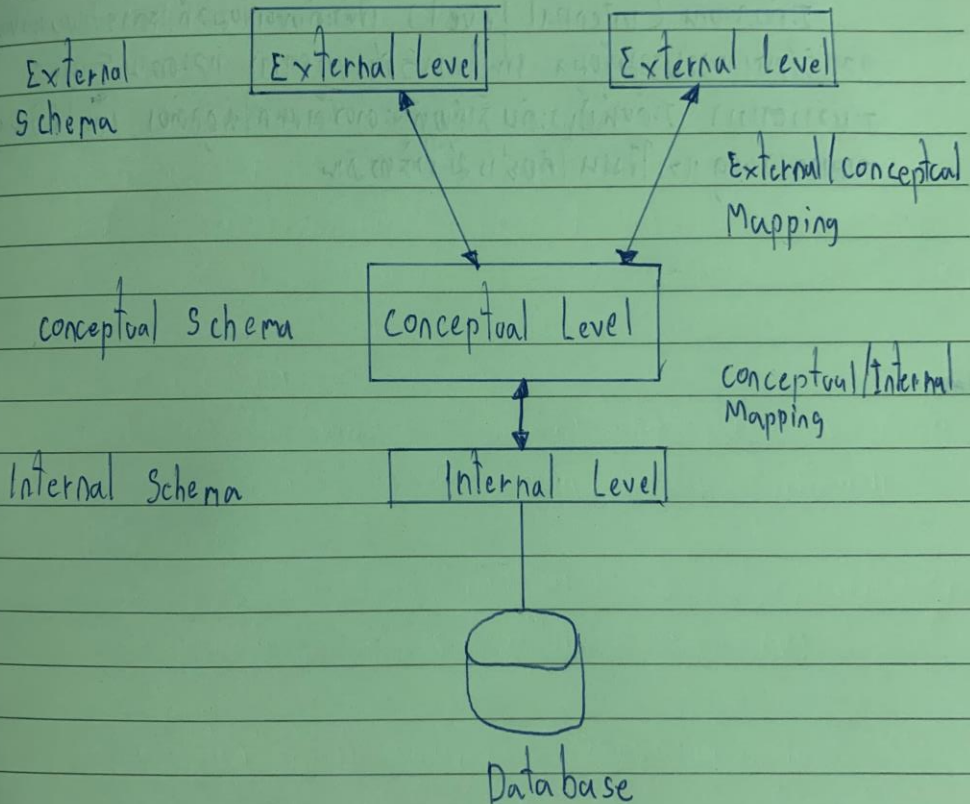 External
Schema
External Level
External Level
External/Conceptcal
Mapping
Conceptual Schema
Conceptual Level
Conceptual/Internal
Mapping
Internal Schema
Internal Level
Database